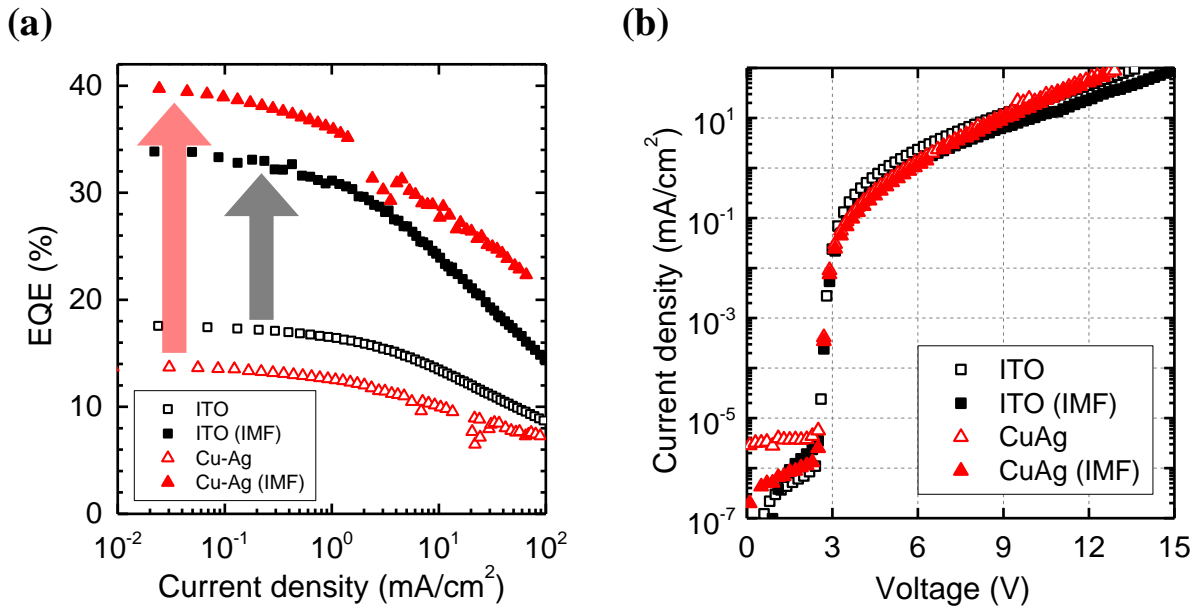 (a)
EQE (%)
40
30
20
10
0
ITO
ITO (IMF)
Cu-Ag
Cu-Ag (IMF)
10-2
10-1
100
101
102
Current density (mA/cm2)
(b)
Current density (mA/cm2)
101
10-1
10-3
10-5
10-7
ITO
ITO (IMF)
CuAg
CuAg (IMF)
0
3
6
9
12
15
Voltage (V)